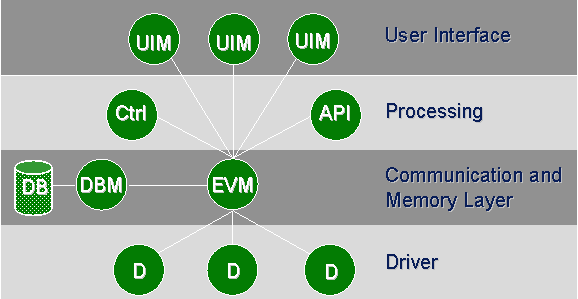 UIM UIM UIM User Interface
Ctrl API Processing
DB DBM EVM Communication and
Memory Layer
D D D Driver